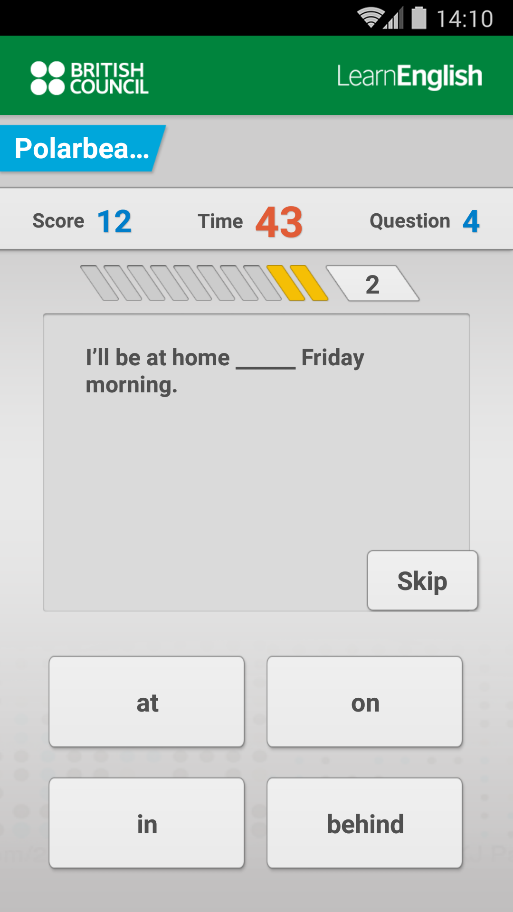 14:10
BRITISH
COUNCIL
LearnEnglish
Polarbea...
Score 12 Time 43 Question 4
2
I'll be at home _____ Friday
morning.
Skip
at on
in behind